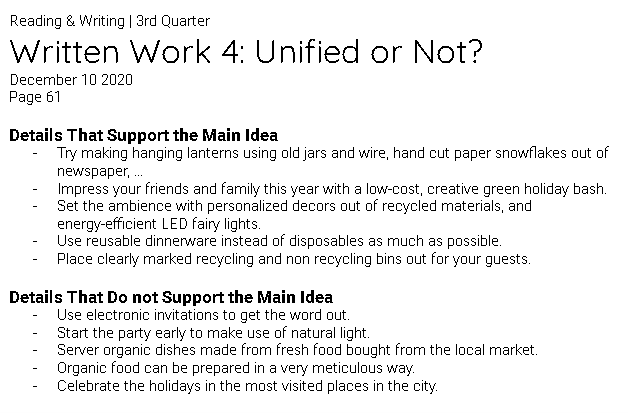 Reading & Writing | 3rd Quarter
Written Work 4: Unified or Not?
December 10 2020
Page 61
Details That Support the Main Idea
- Try making hanging lanterns using old jars and wire, hand cut paper snowflakes out of
newspaper, ...
- Impress your friends and family this year with a low-cost, creative green holiday bash.
- Set the ambience with personalized decors out of recycled materials, and
energy-efficient LED fairy lights.
- Use reusable dinnerware instead of disposables as much as possible.
- Place clearly marked recycling and non recycling bins out for your guests.
Details That Do not Support the Main Idea
- Use electronic invitations to get the word out.
- Start the party early to make use of natural light.
- Server organic dishes made from fresh food bought from the local market.
- Organic food can be prepared in a very meticulous way.
- Celebrate the holidays in the most visited places in the city.